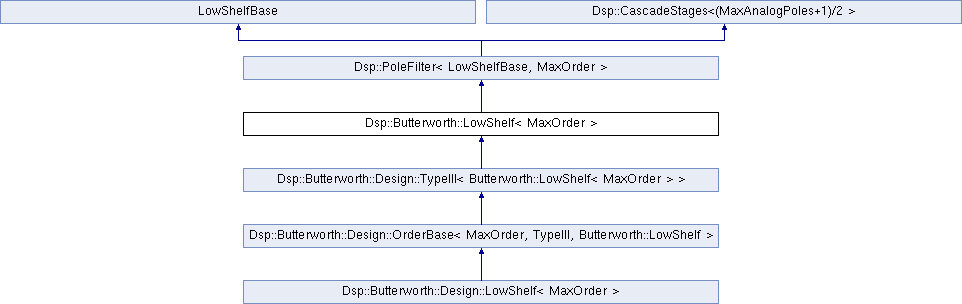 LowShelfBase
Dsp::CascadeStages<(MaxAnalogPoles+1)/2 >
Dsp::PoleFilter< LowShelfBase, MaxOrder >
Dsp::Butterworth::LowShelf< MaxOrder >
Dsp::Butterworth::Design::TypeIII< Butterworth::LowShelf< MaxOrder > >
Dsp::Butterworth::Design::OrderBase< MaxOrder, TypeIII, Butterworth::LowShelf >
Dsp::Butterworth::Design::LowShelf< MaxOrder >